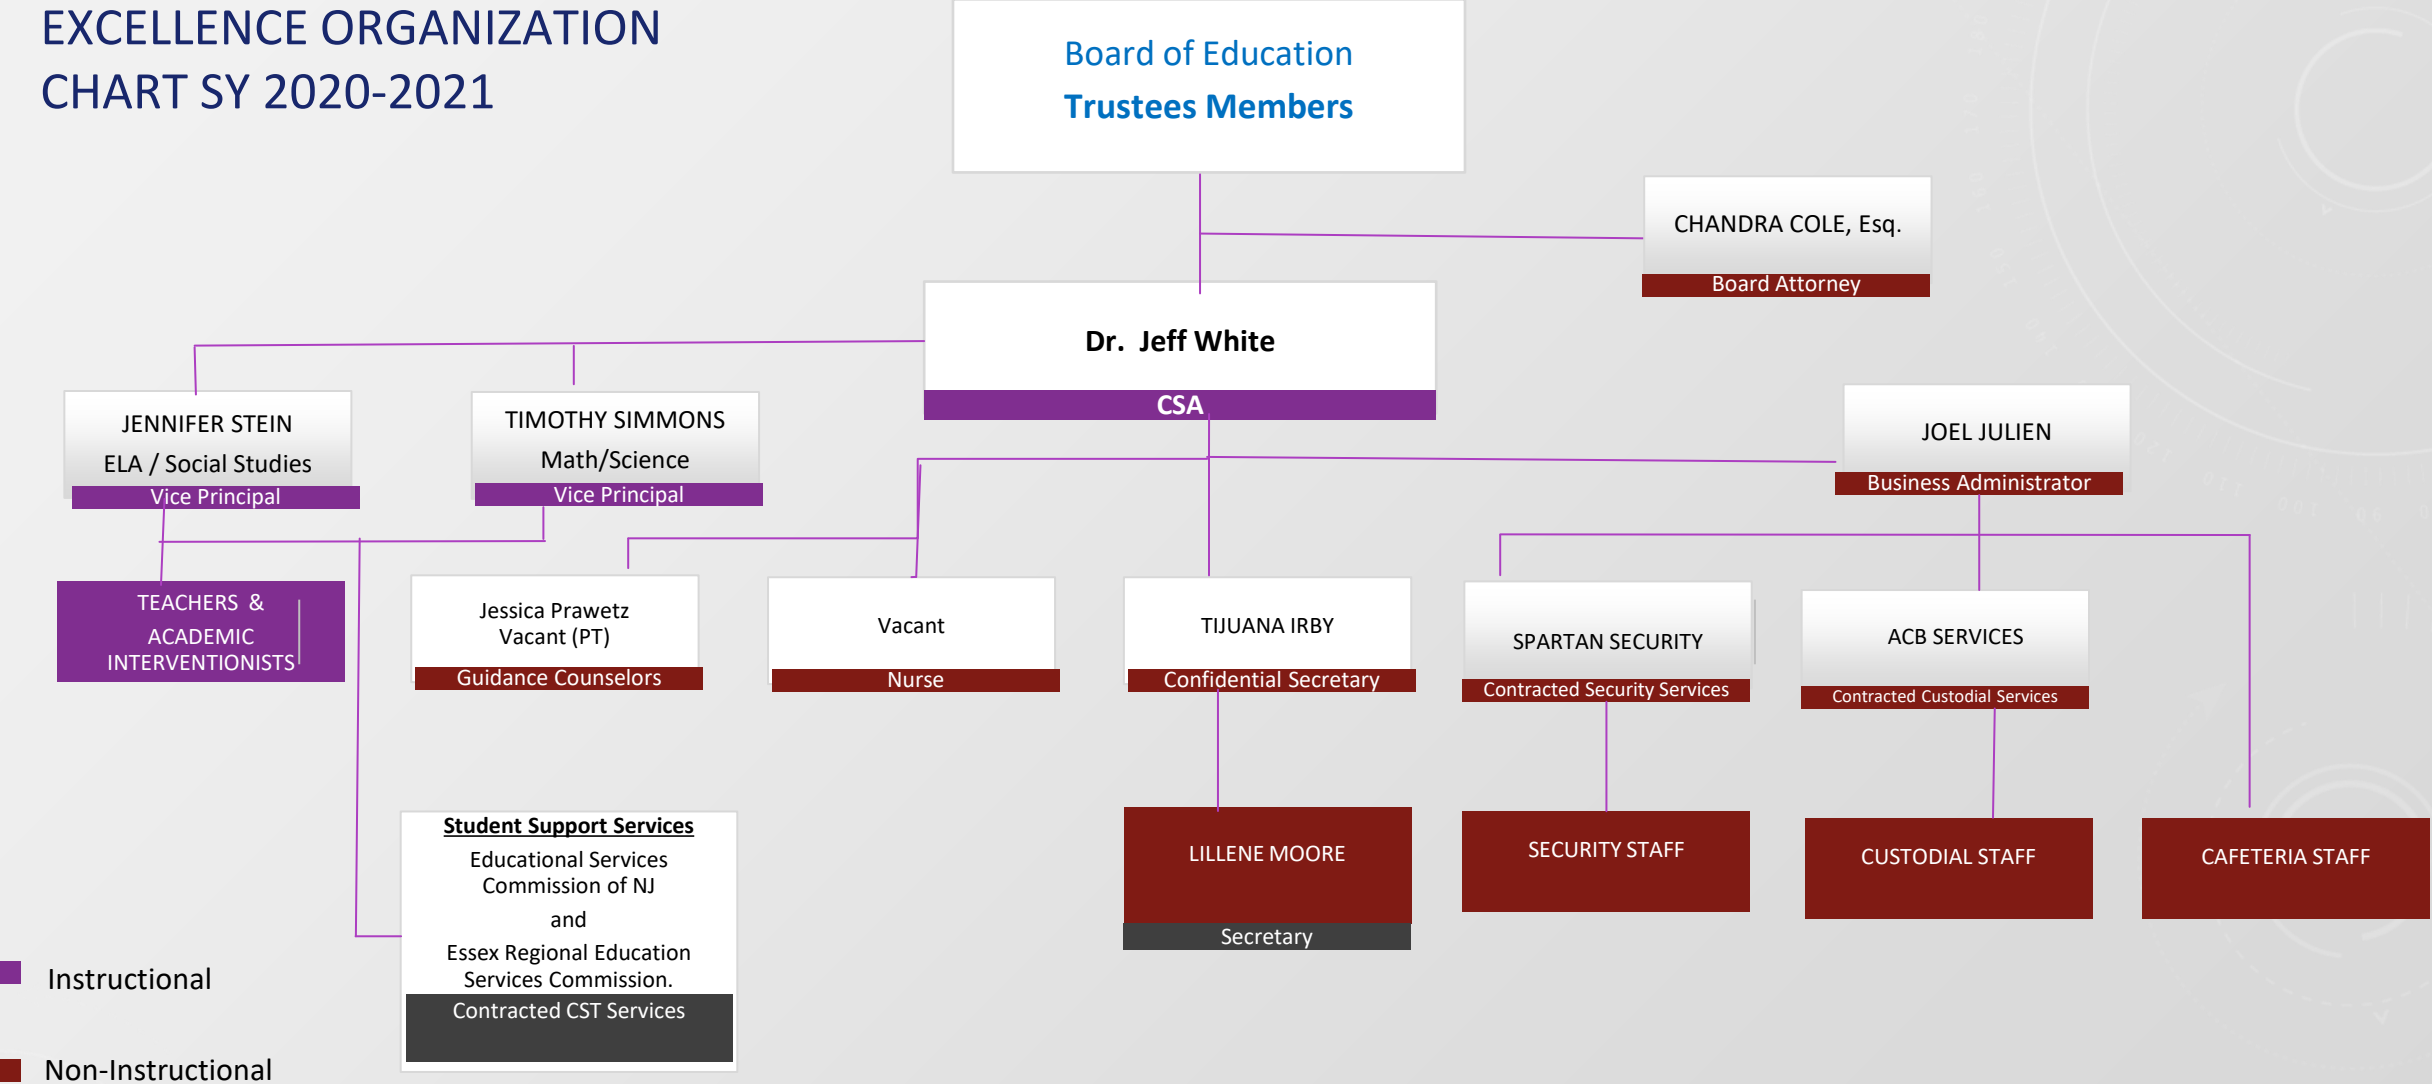 EXCELLENCE ORGANIZATION
CHART SY 2020-2021
Board of Education
Trustees Members
CHANDRA COLE, Esq.
Board Attorney
Dr. Jeff White
CSA
JENNIFER STEIN
ELA / Social Studies
Vice Principal
TIMOTHY SIMMONS
Math/Science
Vice Principal
JOEL JULIEN
Business Administrator
TEACHERS &
ACADEMIC
INTERVENTIONISTS
Jessica Prawetz
Vacant (PT)
Guidance Counselors
Vacant
Nurse
TIJUANA IRBY
Confidential Secretary
SPARTAN SECURITY
Contracted Security Services
ACB SERVICES
Contracted Custodial Services
Student Support Services
Educational Services
Commission of NJ
and
Essex Regional Education
Services Commission.
Contracted CST Services
LILLENE MOORE
Secretary
SECURITY STAFF
CUSTODIAL STAFF
CAFETERIA STAFF
Instructional
Non-Instructional